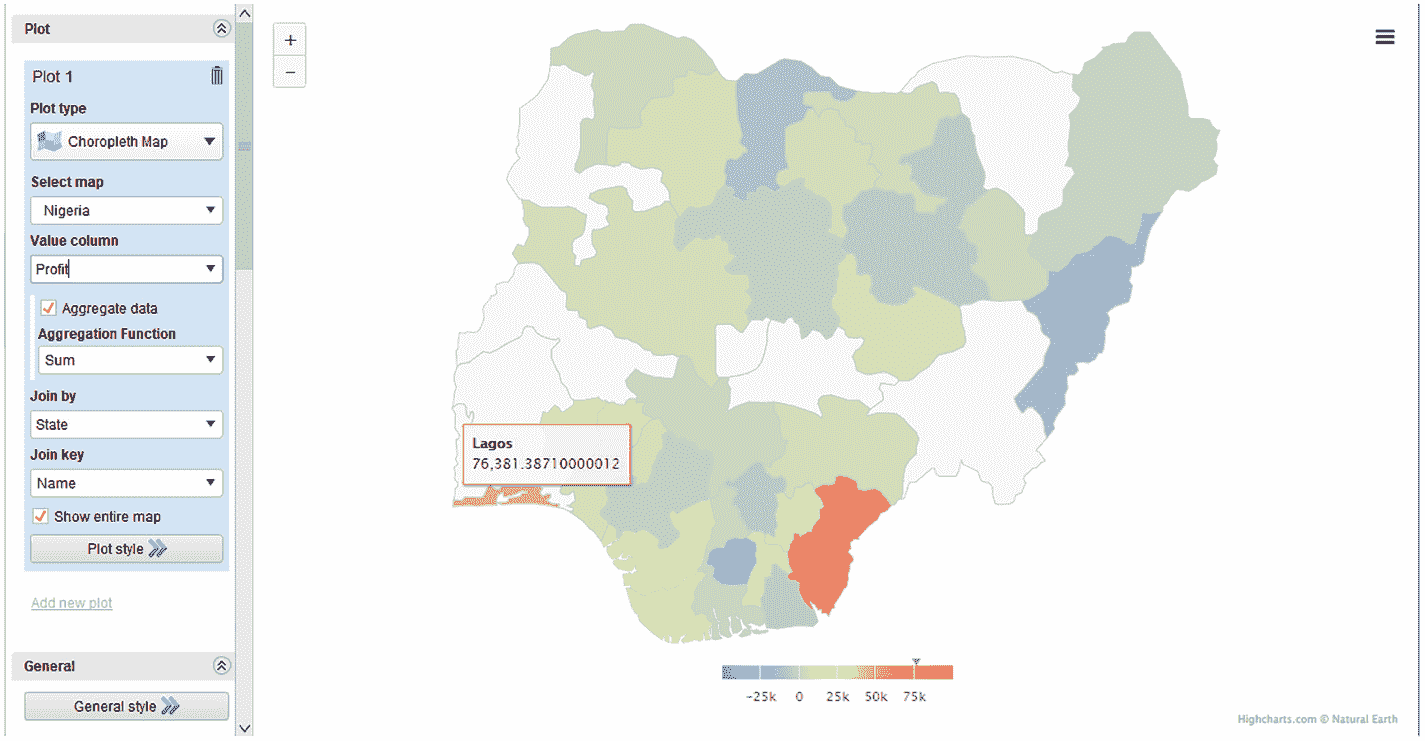 Plot
Plot 1
Plot type
Choropleth Map
Select map
Nigeria
Value column
Profit
Aggregate data
Aggregation Function
Sum
Join by
State
Join key
Name
Show entire map
Plot style
Add new plot
General
General style
+
−
Lagos
76,381.38710000012
-25k 0 25k 50k 75k
Highcharts.com © Natural Earth